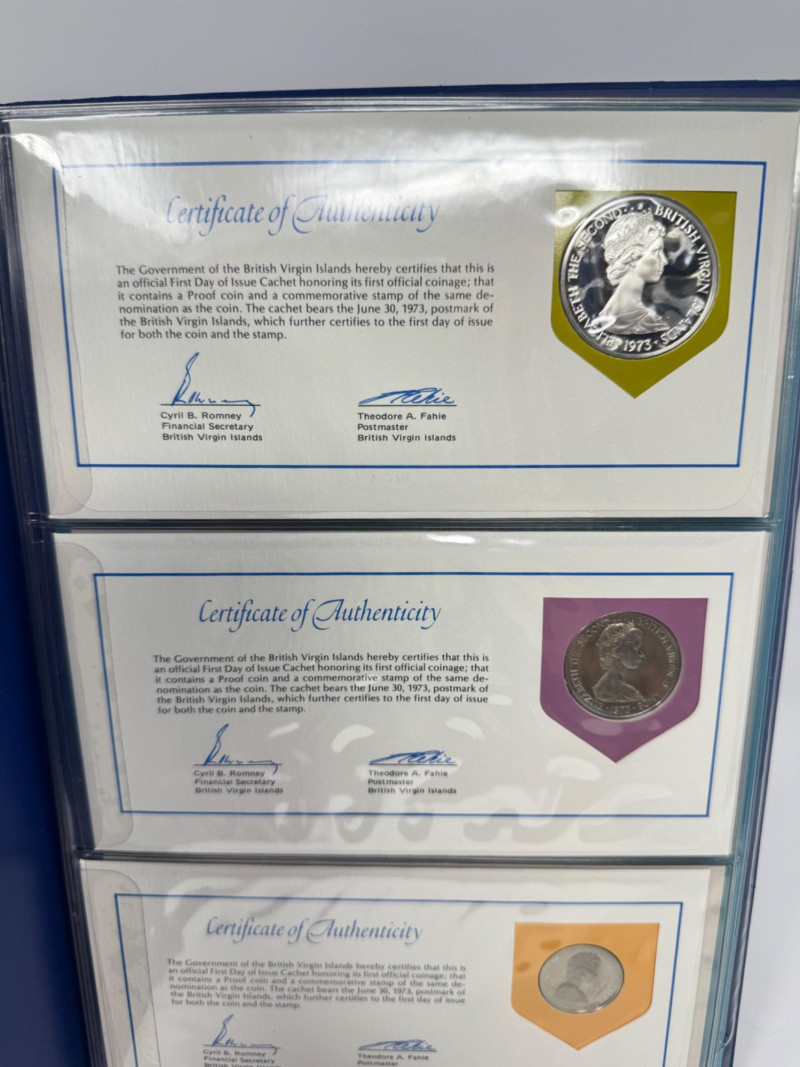 Certificate of Authenticity
The Government of the British Virgin Islands hereby certifies that this is
an official First Day of Issue Cachet honoring its first official coinage; that
it contains a Proof coin and a commemorative stamp of the same de-
nomination as the coin. The cachet bears the June 30, 1973, postmark of
the British Virgin Islands, which further certifies to the first day of issue
for both the coin and the stamp.
Cyril B. Romney
Financial Secretary
British Virgin Islands
Theodore A. Fahie
Postmaster
British Virgin Islands
ELIZABETH THE SECOND · BRITISH VIRGIN ISLANDS
· 1973 ·
Certificate of Authenticity
The Government of the British Virgin Islands hereby certifies that this is
an official First Day of Issue Cachet honoring its first official coinage; that
it contains a Proof coin and a commemorative stamp of the same de-
nomination as the coin. The cachet bears the June 30, 1973, postmark of
the British Virgin Islands, which further certifies to the first day of issue
for both the coin and the stamp.
Cyril B. Romney
Financial Secretary
British Virgin Islands
Theodore A. Fahie
Postmaster
British Virgin Islands
ELIZABETH THE SECOND · BRITISH VIRGIN ISLANDS
· 1973 ·
Certificate of Authenticity
The Government of the British Virgin Islands hereby certifies that this is
an official First Day of Issue Cachet honoring its first official coinage; that
it contains a Proof coin and a commemorative stamp of the same de-
nomination as the coin. The cachet bears the June 30, 1973, postmark of
the British Virgin Islands, which further certifies to the first day of issue
for both the coin and the stamp.
Cyril B. Romney
Financial Secretary
British Virgin Islands
Theodore A. Fahie
Postmaster